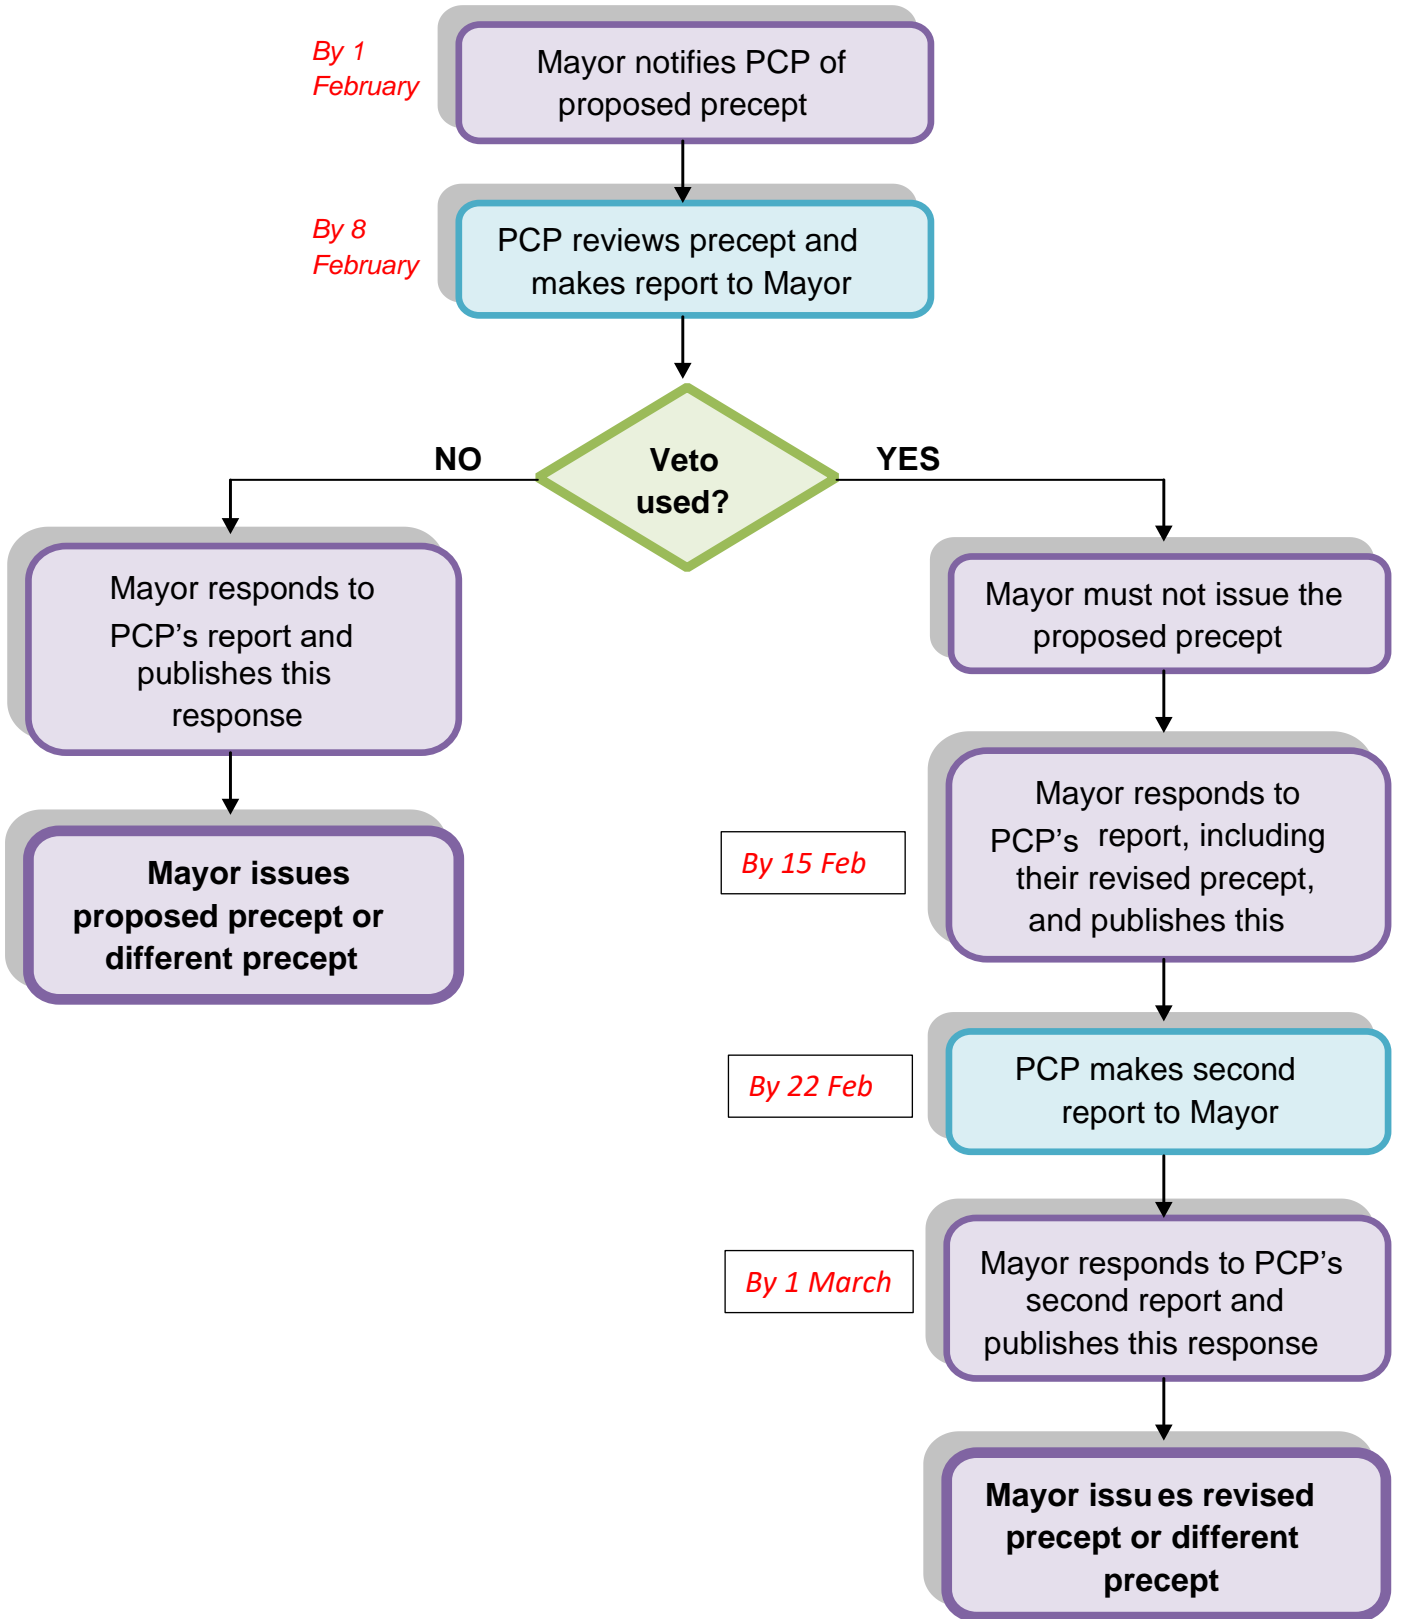 By 1
February
Mayor notifies PCP of
proposed precept
By 8
February
PCP reviews precept and
makes report to Mayor
Veto
used?
NO
YES
Mayor responds to
PCP’s report and
publishes this
response
Mayor issues
proposed precept or
different precept
Mayor must not issue the
proposed precept
By 15 Feb
Mayor responds to
PCP’s report, including
their revised precept,
and publishes this
By 22 Feb
PCP makes second
report to Mayor
By 1 March
Mayor responds to PCP’s
second report and
publishes this response
Mayor issues revised
precept or different
precept